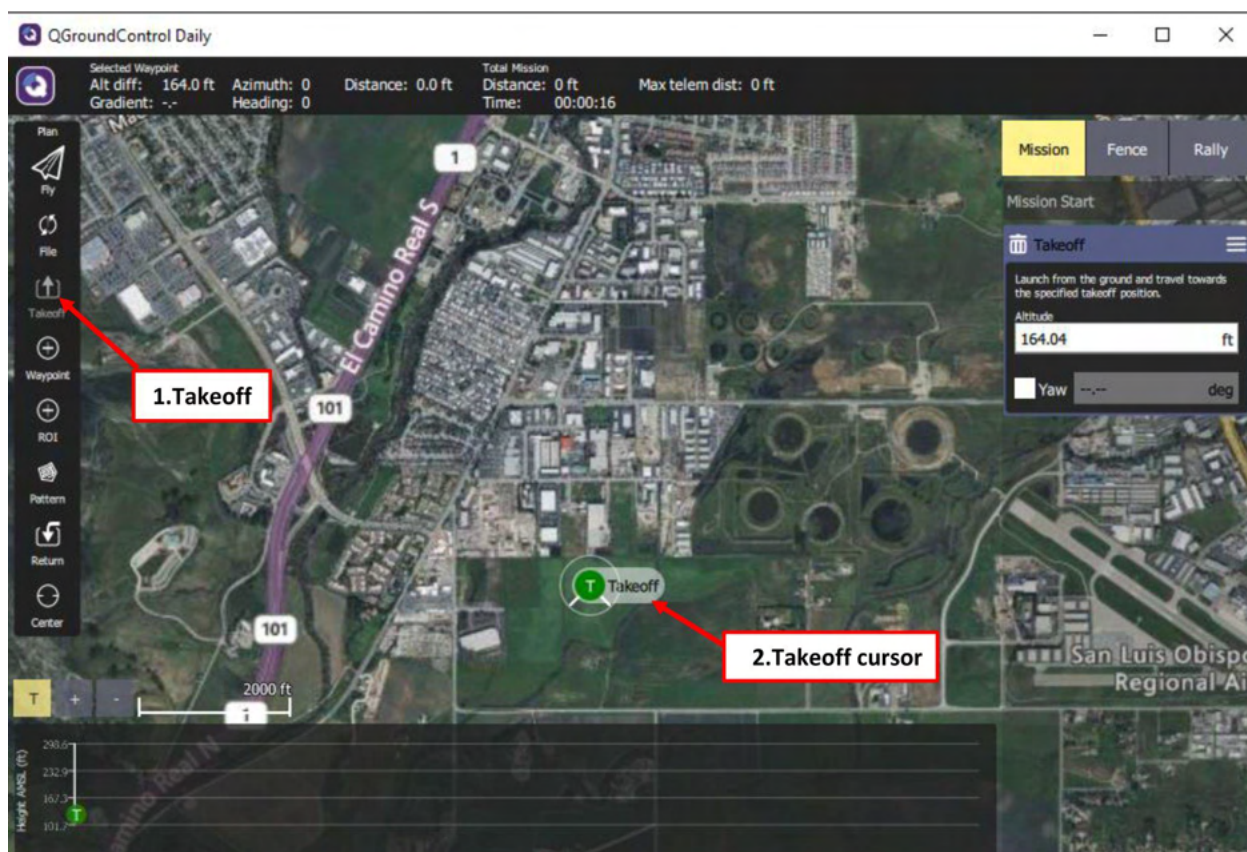 QGroundControl Daily
Selected Waypoint
Alt diff: 164.0 ft Azimuth: 0 Distance: 0.0 ft
Gradient: -.- Heading: 0
Total Mission
Distance: 0 ft Max telem dist: 0 ft
Time: 00:00:16
Plan
Fly
File
Takeoff
Waypoint
ROI
Pattern
Return
Center
Mission Fence Rally
Mission Start
Takeoff
Launch from the ground and travel towards
the specified takeoff position.
Altitude
164.04 ft
Yaw --.-- deg
1
El Camino Real S
101
1.Takeoff
T Takeoff
2.Takeoff cursor
101
San Luis Obispo
Regional Ai
T + -
2000 ft
1
Height AMSL (ft)
298.6
232.9
167.3
101.7
T